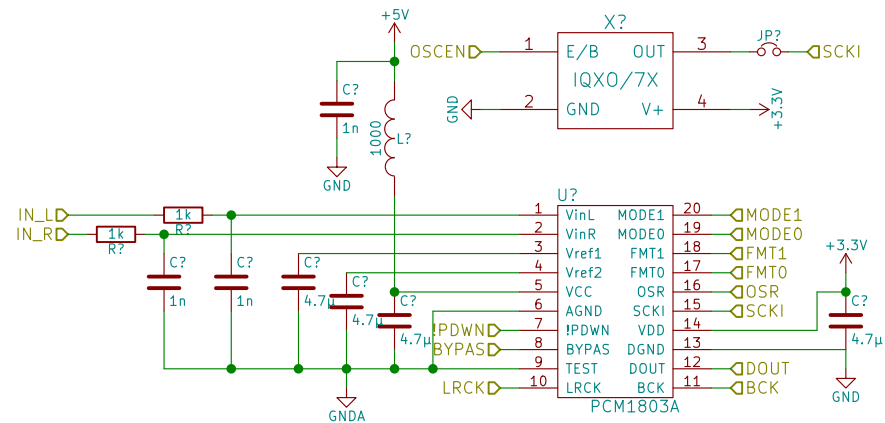 +5V
X?
OSCEN 1 E/B OUT 3 JP? SCKI
IQXO/7X
GND 2 GND V+ 4 +3.3V
C?
1n
GND
1000 L?
U?
IN_L 1k R? 1 VinL MODE1 20 MODE1
IN_R 1k R? 2 VinR MODE0 19 MODE0
3 Vref1 FMT1 18 FMT1
4 Vref2 FMT0 17 FMT0
5 VCC OSR 16 OSR
6 AGND SCKI 15 SCKI
!PDWN 7 !PDWN VDD 14
BYPAS 8 BYPAS DGND 13
9 TEST DOUT 12 DOUT
LRCK 10 LRCK BCK 11 BCK
PCM1803A
C? 1n
C? 1n
C? 4.7µ
C? 4.7µ
C? 4.7µ
GNDA
+3.3V
C?
4.7µ
GND